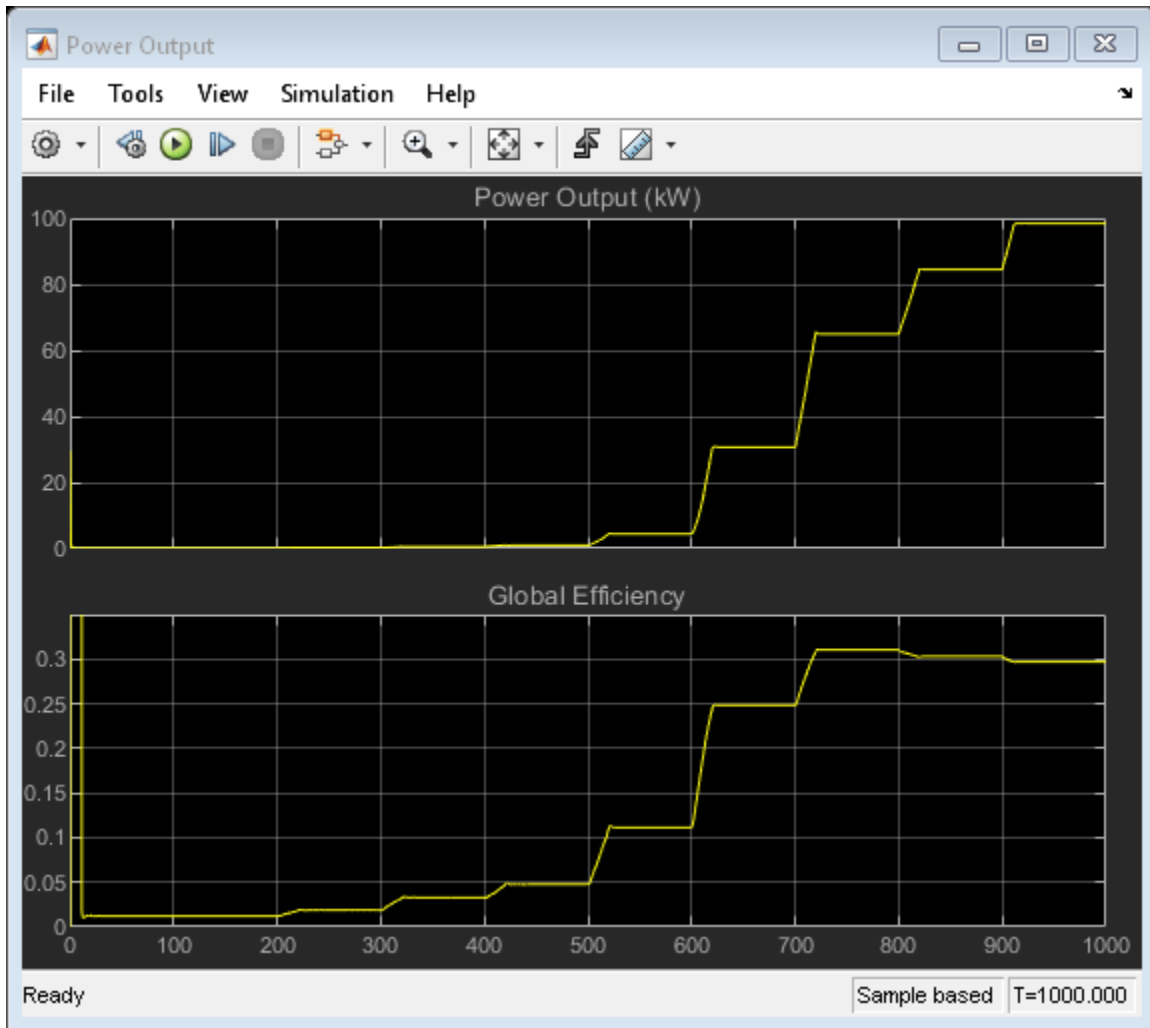 Power Output
File Tools View Simulation Help
Power Output (kW)
100
80
60
40
20
0
Global Efficiency
0.3
0.25
0.2
0.15
0.1
0.05
0
0 100 200 300 400 500 600 700 800 900 1000
Ready Sample based T=1000.000